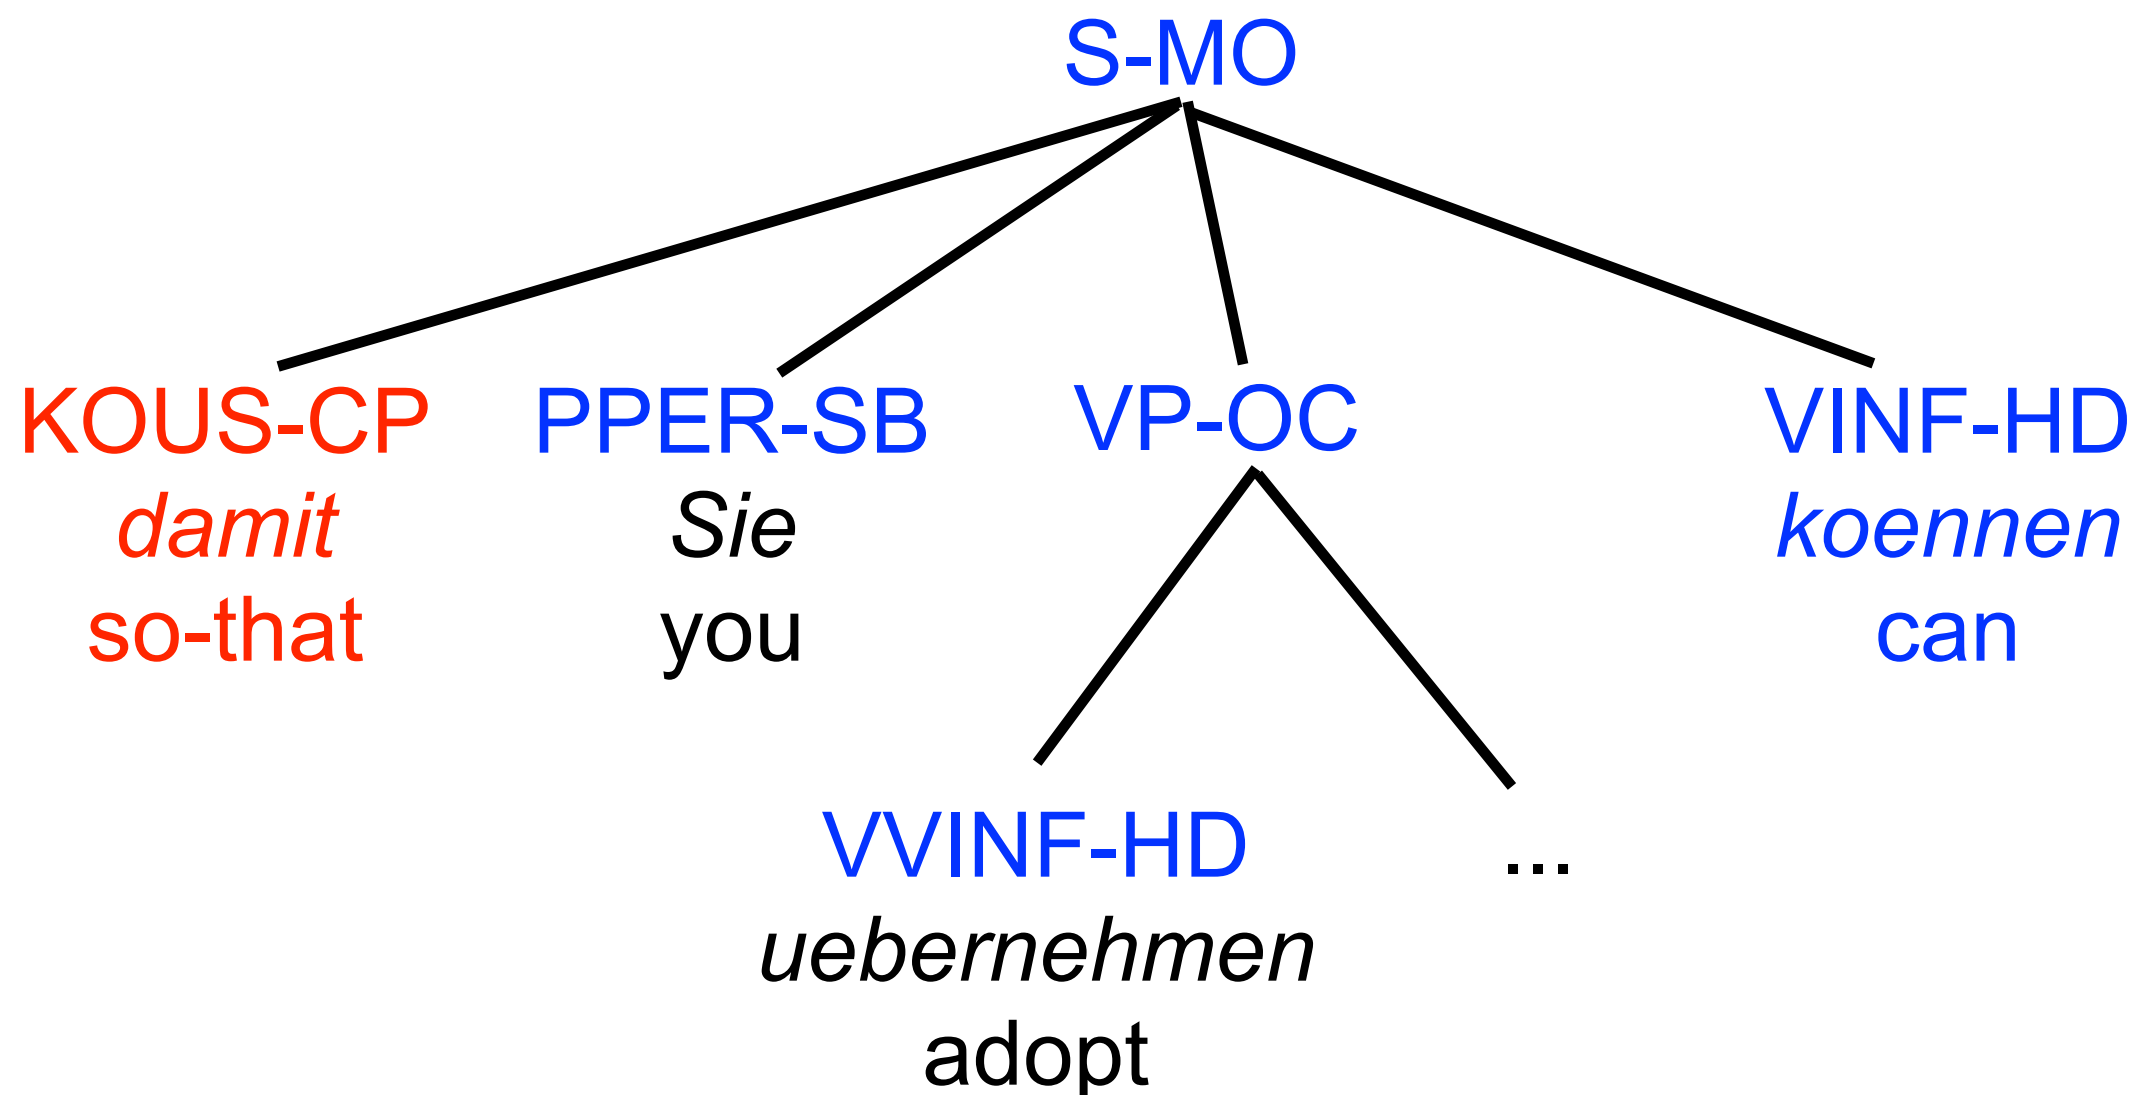 S-MO
KOUS-CP PPER-SB VP-OC VINF-HD
damit Sie koennen
so-that you can
VVINF-HD ...
uebernehmen
adopt